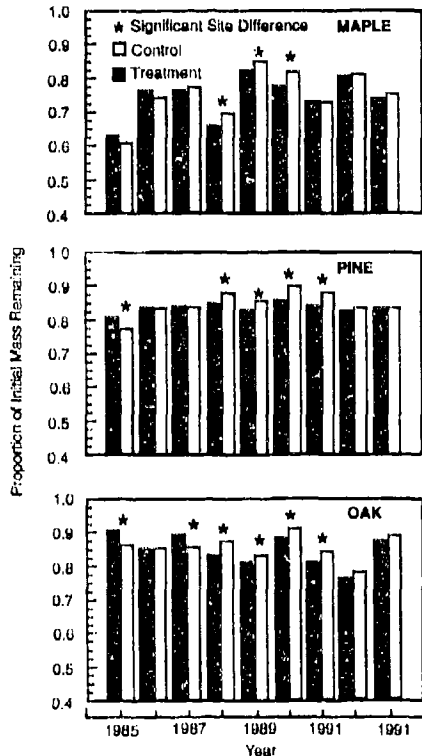 1.0
★ Significant Site Difference MAPLE
0.9
Control
0.8
Treatment
0.7
0.6
0.5
0.4
1.0
PINE
0.9
0.8
0.7
0.6
0.5
0.4
1.0
OAK
0.9
0.8
0.7
0.6
0.5
0.4
Proportion of Initial Mass Remaining
1985 1987 1989 1991 1991
Year